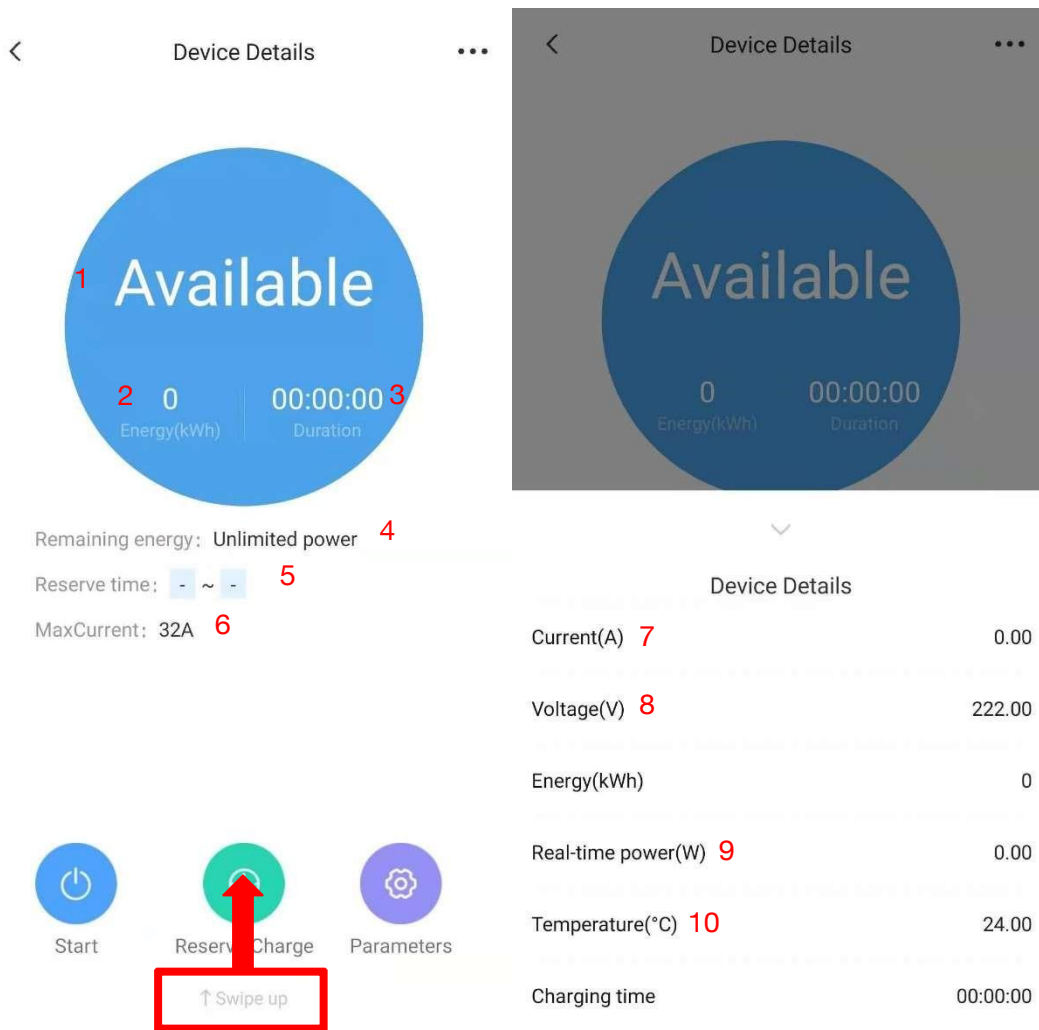 Device Details
1
Available
2 0 00:00:00 3
Energy(kWh) Duration
Remaining energy: Unlimited power 4
Reserve time: - ~ - 5
MaxCurrent: 32A 6
Start Reserve Charge Parameters
↑ Swipe up
Device Details
Available
0 00:00:00
Energy(kWh) Duration
Device Details
Current(A) 7 0.00
Voltage(V) 8 222.00
Energy(kWh) 0
Real-time power(W) 9 0.00
Temperature(°C) 10 24.00
Charging time 00:00:00